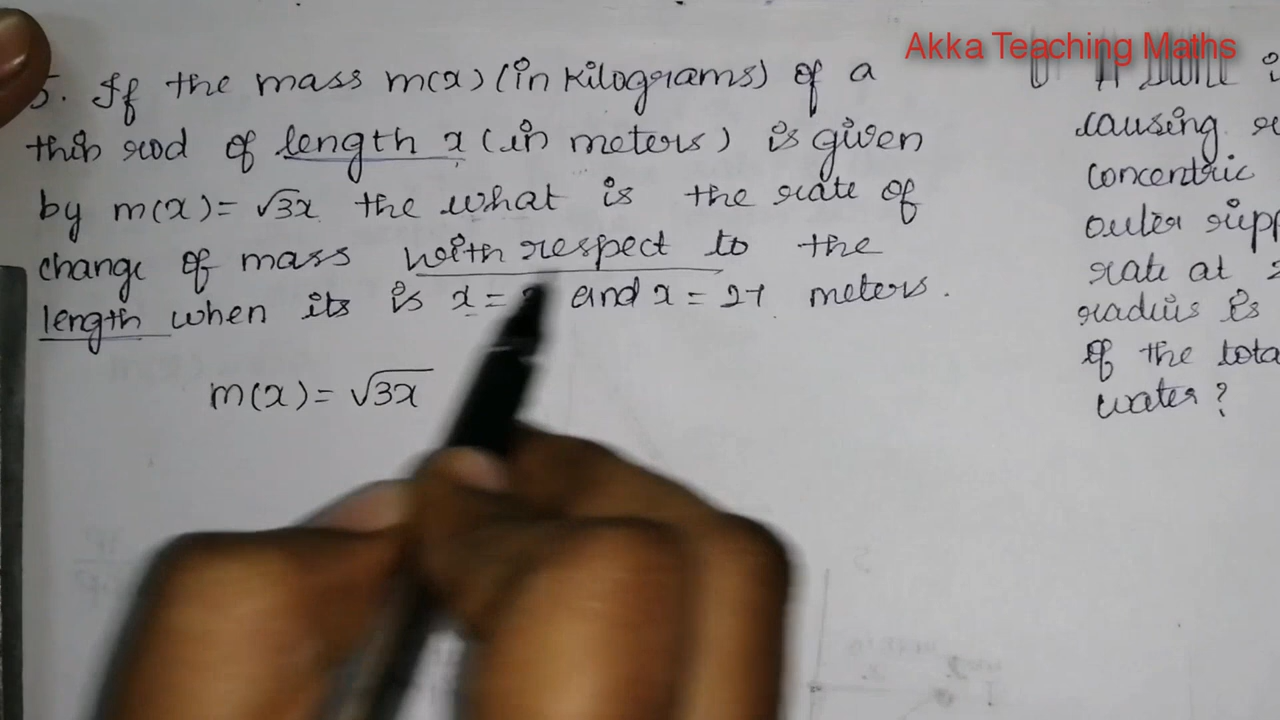 Akka Teaching Maths
5. If the mass m(x) (in kilograms) of a
thin rod of length x (in meters) is given
by m(x) = √3x the what is the rate of
change of mass with respect to the
length when its is x = and x = 27 meters.
m(x) = √3x
causing
concentric
outer
rate at
radius is
of the
water?